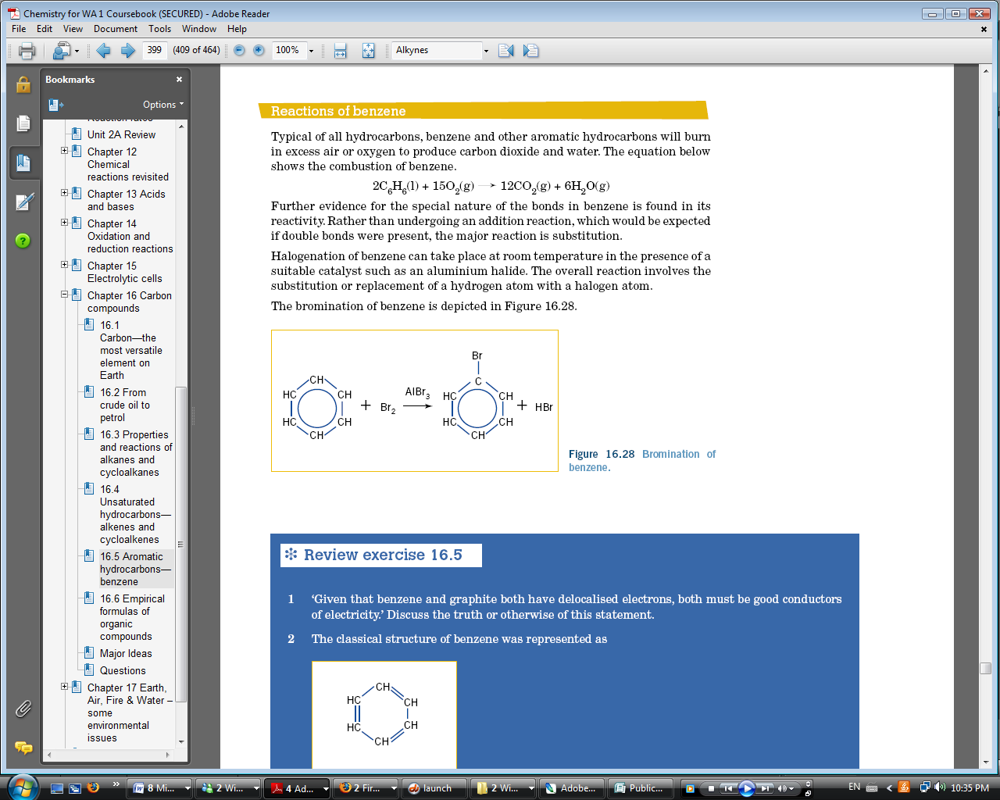 Chemistry for WA 1 Coursebook (SECURED) - Adobe Reader
File Edit View Document Tools Window Help
399 (409 of 464) 100% Alkynes
Bookmarks
Options
Reaction rates
Unit 2A Review
Chapter 12
Chemical
reactions revisited
Chapter 13 Acids
and bases
Chapter 14
Oxidation and
reduction reactions
Chapter 15
Electrolytic cells
Chapter 16 Carbon
compounds
16.1
Carbon—the
most versatile
element on
Earth
16.2 From
crude oil to
petrol
16.3 Properties
and reactions of
alkanes and
cycloalkanes
16.4
Unsaturated
hydrocarbons—
alkenes and
cycloalkenes
16.5 Aromatic
hydrocarbons—
benzene
16.6 Empirical
formulas of
organic
compounds
Major Ideas
Questions
Chapter 17 Earth,
Air, Fire & Water –
some
environmental
issues
Reactions of benzene
Typical of all hydrocarbons, benzene and other aromatic hydrocarbons will burn
in excess air or oxygen to produce carbon dioxide and water. The equation below
shows the combustion of benzene.
2C₆H₆(l) + 15O₂(g) → 12CO₂(g) + 6H₂O(g)
Further evidence for the special nature of the bonds in benzene is found in its
reactivity. Rather than undergoing an addition reaction, which would be expected
if double bonds were present, the major reaction is substitution.
Halogenation of benzene can take place at room temperature in the presence of a
suitable catalyst such as an aluminium halide. The overall reaction involves the
substitution or replacement of a hydrogen atom with a halogen atom.
The bromination of benzene is depicted in Figure 16.28.
Br
CH C
HC CH AlBr₃ HC CH
+ Br₂ → + HBr
HC CH HC CH
CH CH
Figure 16.28 Bromination of
benzene.
Review exercise 16.5
1 ‘Given that benzene and graphite both have delocalised electrons, both must be good conductors
of electricity.’ Discuss the truth or otherwise of this statement.
2 The classical structure of benzene was represented as
CH
HC CH
HC CH
CH
8 Mi... 2 Wi... 4 Ad... 2 Fir... launch 2 Wi... Adobe... Public... EN 10:35 PM